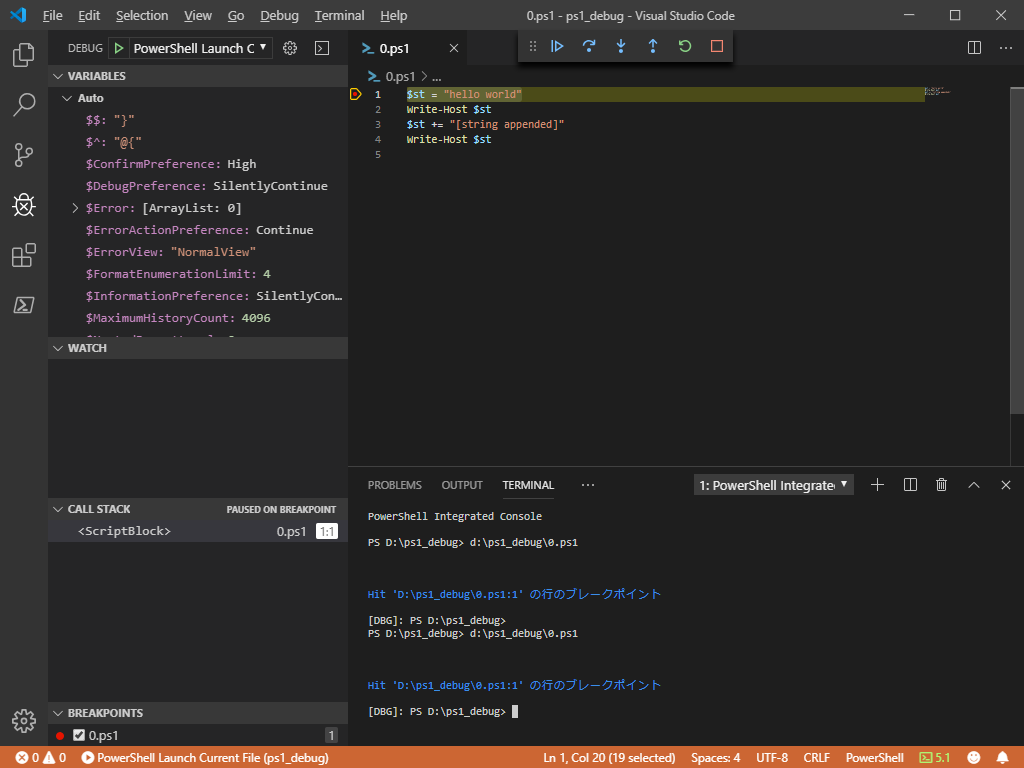 File Edit Selection View Go Debug Terminal Help 0.ps1 - ps1_debug - Visual Studio Code
DEBUG PowerShell Launch C
VARIABLES
Auto
$$: "}"
$^: "@{"
$ConfirmPreference: High
$DebugPreference: SilentlyContinue
$Error: [ArrayList: 0]
$ErrorActionPreference: Continue
$ErrorView: "NormalView"
$FormatEnumerationLimit: 4
$InformationPreference: SilentlyCon…
$MaximumHistoryCount: 4096
WATCH
CALL STACK PAUSED ON BREAKPOINT
<ScriptBlock> 0.ps1 1:1
BREAKPOINTS
0.ps1 1
0.ps1
0.ps1 > ...
1 $st = "hello world"
2 Write-Host $st
3 $st += "[string appended]"
4 Write-Host $st
5
PROBLEMS OUTPUT TERMINAL ··· 1: PowerShell Integrate
PowerShell Integrated Console
PS D:\ps1_debug> d:\ps1_debug\0.ps1
Hit 'D:\ps1_debug\0.ps1:1' の行のブレークポイント
[DBG]: PS D:\ps1_debug>
PS D:\ps1_debug> d:\ps1_debug\0.ps1
Hit 'D:\ps1_debug\0.ps1:1' の行のブレークポイント
[DBG]: PS D:\ps1_debug>
0 0 PowerShell Launch Current File (ps1_debug) Ln 1, Col 20 (19 selected) Spaces: 4 UTF-8 CRLF PowerShell 5.1